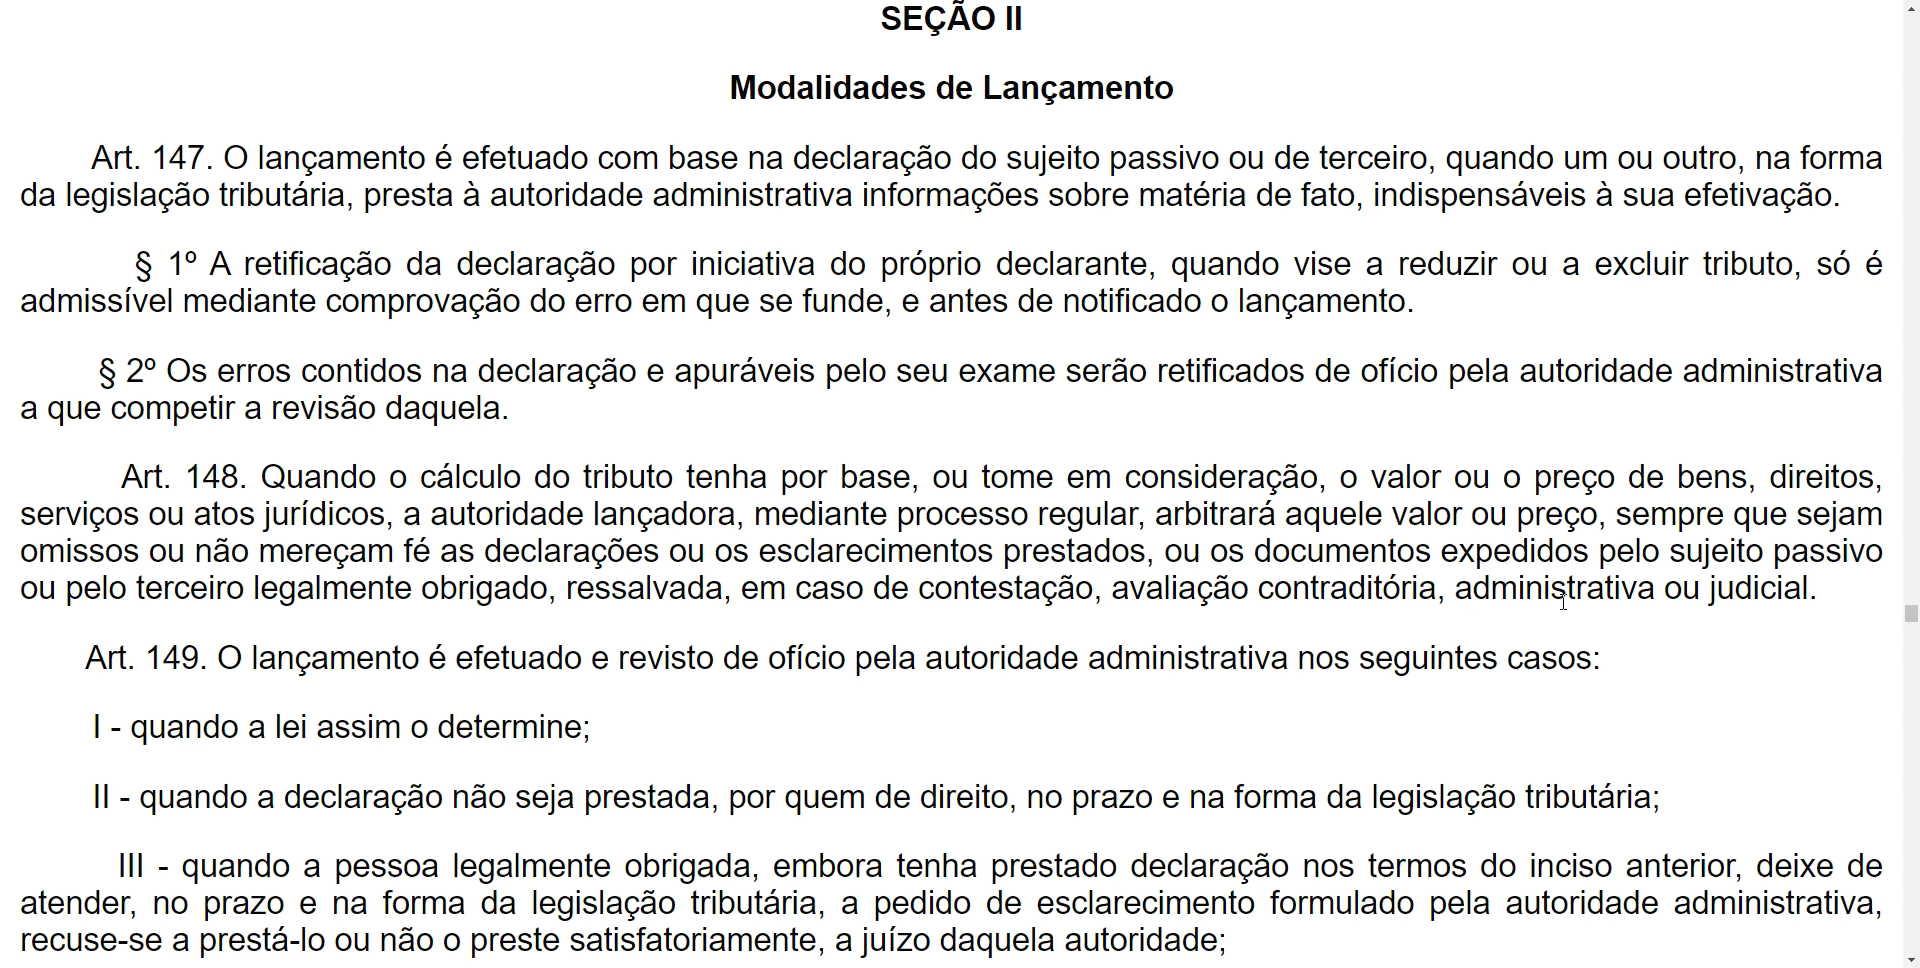 SEÇÃO II
Modalidades de Lançamento
Art. 147. O lançamento é efetuado com base na declaração do sujeito passivo ou de terceiro, quando um ou outro, na forma
da legislação tributária, presta à autoridade administrativa informações sobre matéria de fato, indispensáveis à sua efetivação.
§ 1º A retificação da declaração por iniciativa do próprio declarante, quando vise a reduzir ou a excluir tributo, só é
admissível mediante comprovação do erro em que se funde, e antes de notificado o lançamento.
§ 2º Os erros contidos na declaração e apuráveis pelo seu exame serão retificados de ofício pela autoridade administrativa
a que competir a revisão daquela.
Art. 148. Quando o cálculo do tributo tenha por base, ou tome em consideração, o valor ou o preço de bens, direitos,
serviços ou atos jurídicos, a autoridade lançadora, mediante processo regular, arbitrará aquele valor ou preço, sempre que sejam
omissos ou não mereçam fé as declarações ou os esclarecimentos prestados, ou os documentos expedidos pelo sujeito passivo
ou pelo terceiro legalmente obrigado, ressalvada, em caso de contestação, avaliação contraditória, administrativa ou judicial.
Art. 149. O lançamento é efetuado e revisto de ofício pela autoridade administrativa nos seguintes casos:
I - quando a lei assim o determine;
II - quando a declaração não seja prestada, por quem de direito, no prazo e na forma da legislação tributária;
III - quando a pessoa legalmente obrigada, embora tenha prestado declaração nos termos do inciso anterior, deixe de
atender, no prazo e na forma da legislação tributária, a pedido de esclarecimento formulado pela autoridade administrativa,
recuse-se a prestá-lo ou não o preste satisfatoriamente, a juízo daquela autoridade;